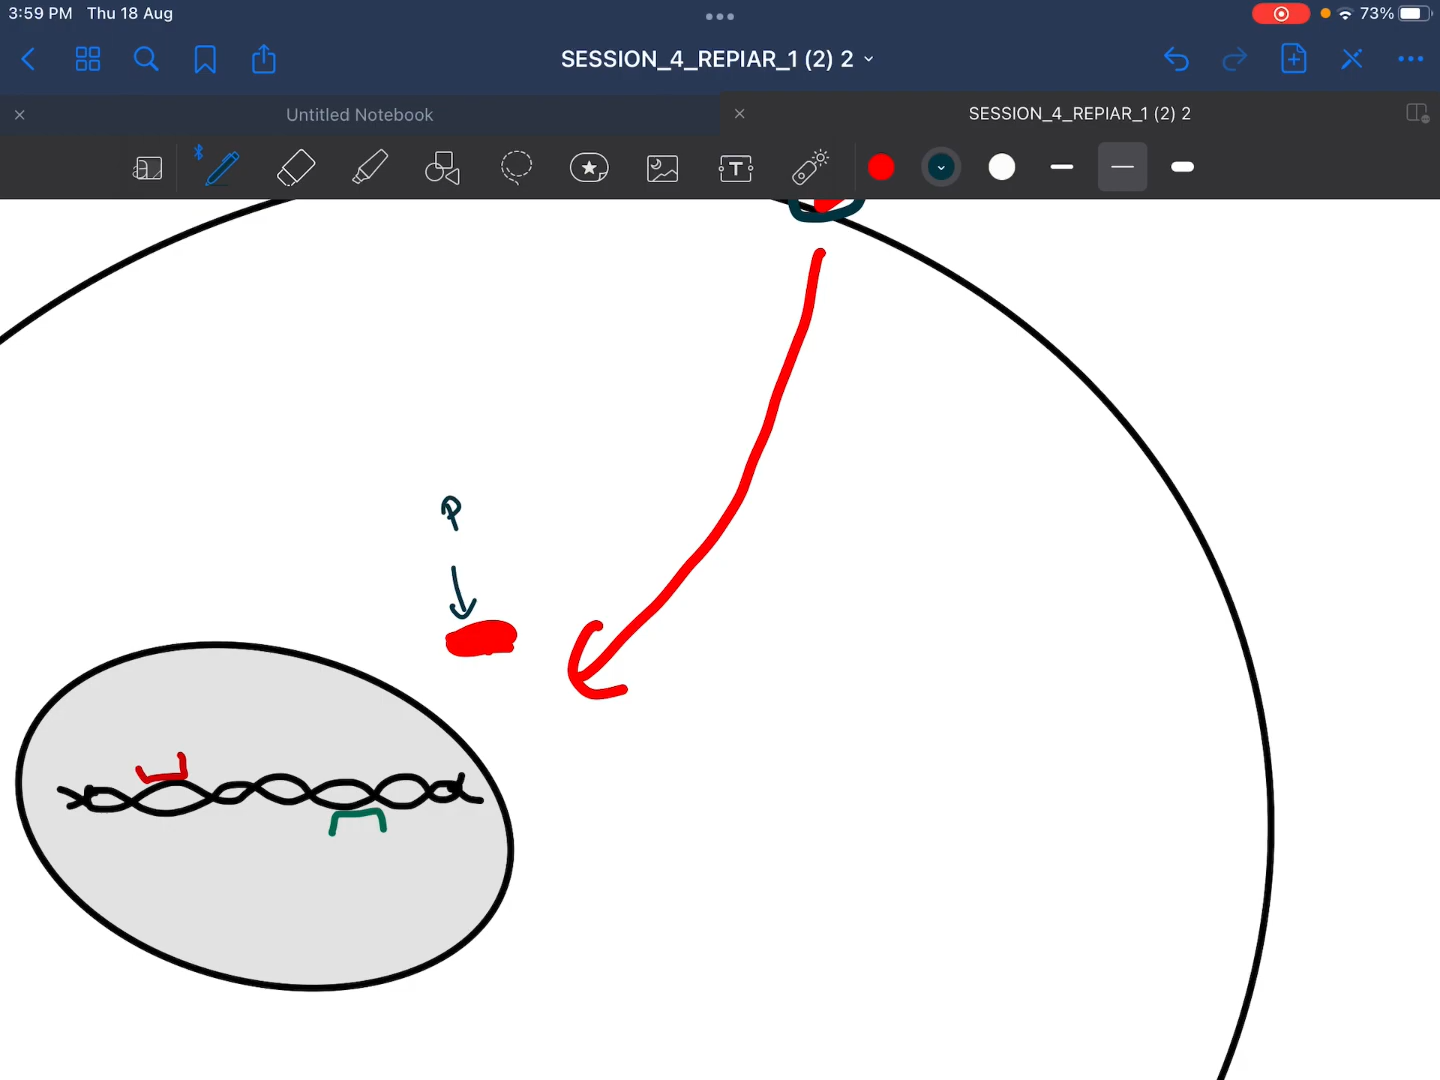 3:59 PM Thu 18 Aug
73%
SESSION_4_REPIAR_1 (2) 2
Untitled Notebook
SESSION_4_REPIAR_1 (2) 2
a
T
P